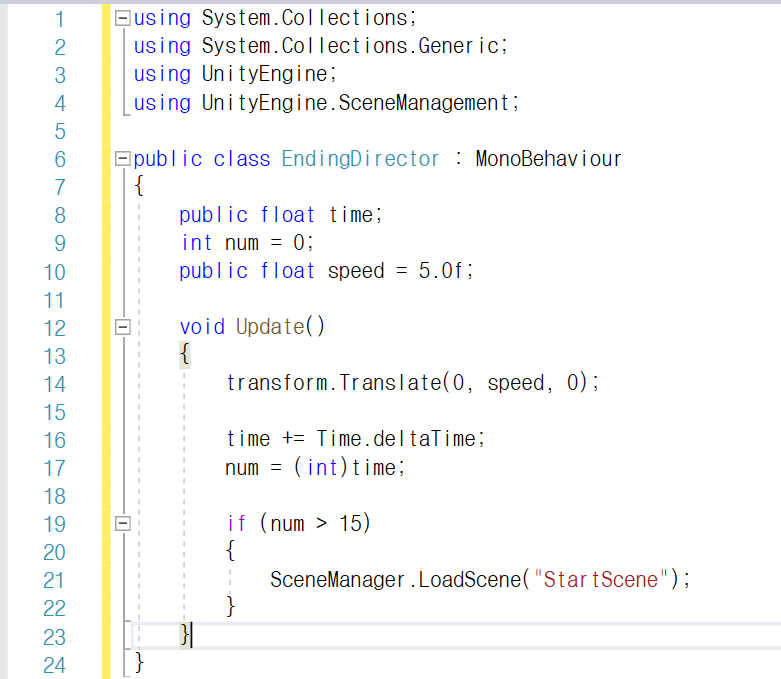 1 using System.Collections;
2 using System.Collections.Generic;
3 using UnityEngine;
4 using UnityEngine.SceneManagement;
5
6 public class EndingDirector : MonoBehaviour
7 {
8 public float time;
9 int num = 0;
10 public float speed = 5.0f;
11
12 void Update()
13 {
14 transform.Translate(0, speed, 0);
15
16 time += Time.deltaTime;
17 num = (int)time;
18
19 if (num > 15)
20 {
21 SceneManager.LoadScene("StartScene");
22 }
23 }
24 }